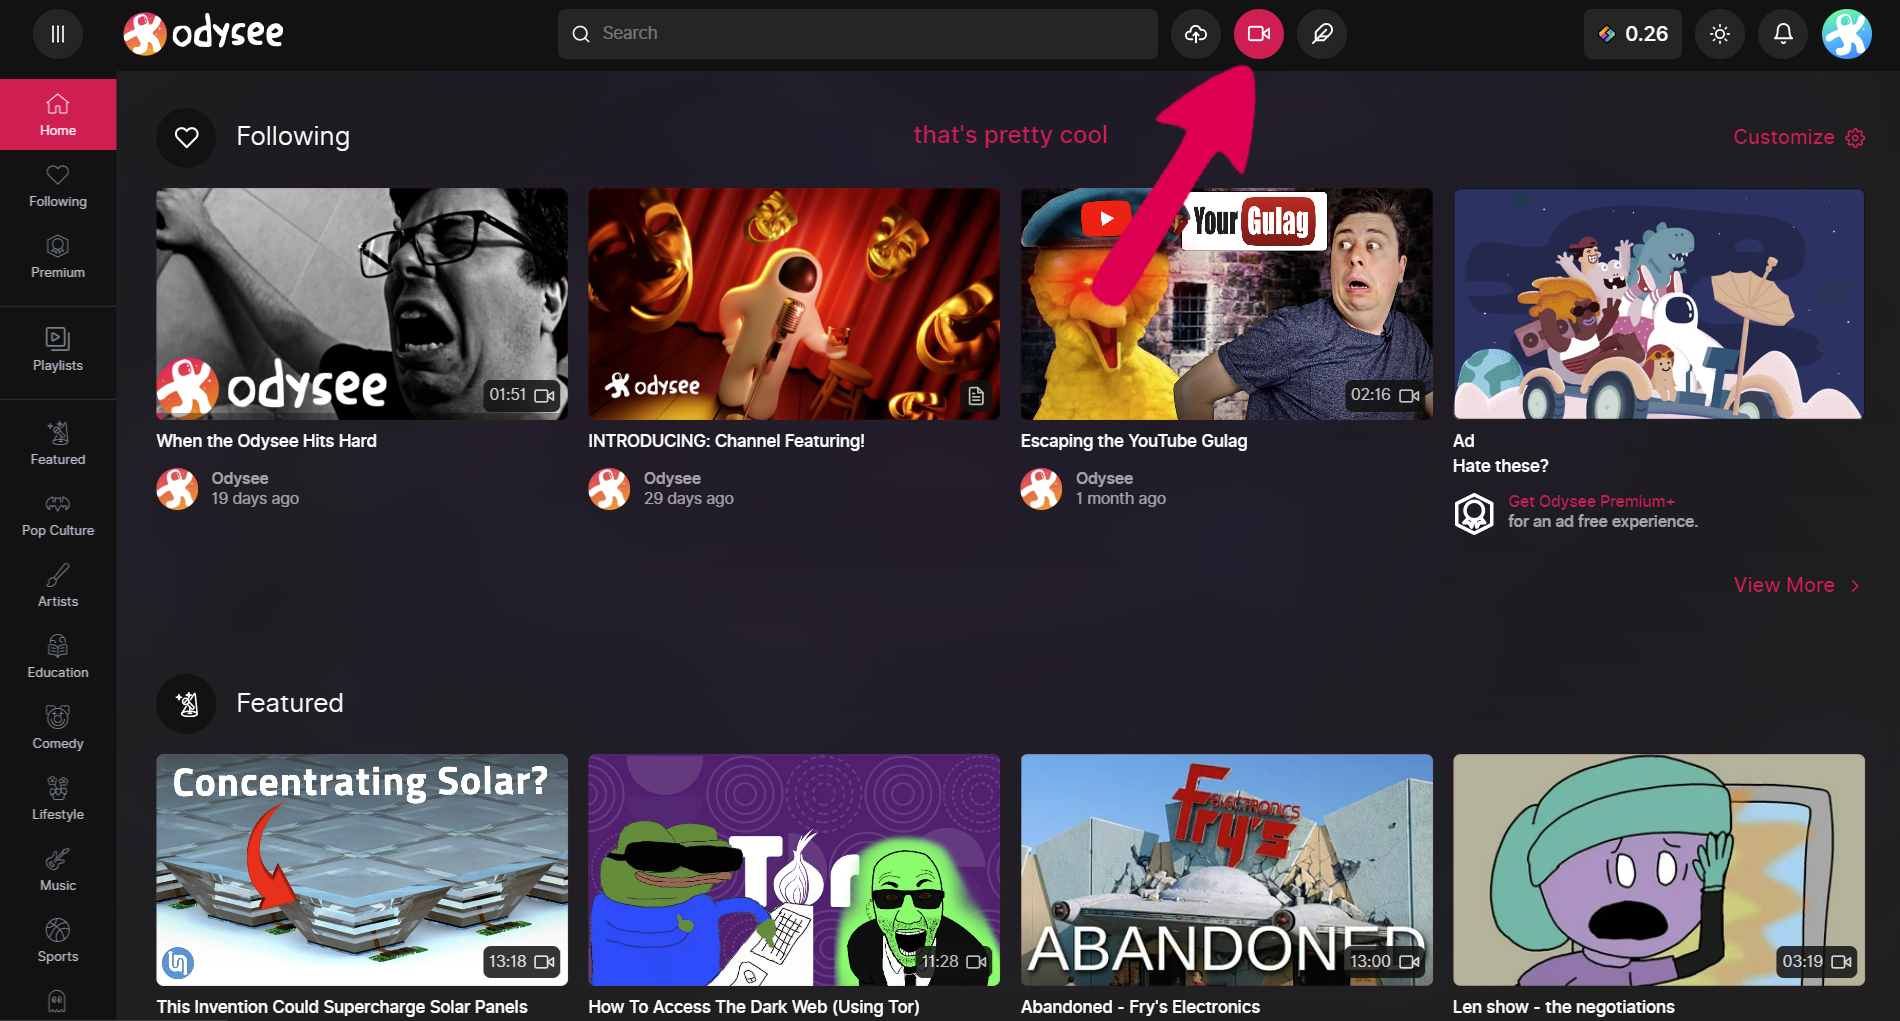 odysee
Search
0.26
Home
Following
Premium
Playlists
Featured
Pop Culture
Artists
Education
Comedy
Lifestyle
Music
Sports
Following
that's pretty cool
Customize
odysee
01:51
odysee
Your Gulag
02:16
When the Odysee Hits Hard
Odysee
19 days ago
INTRODUCING: Channel Featuring!
Odysee
29 days ago
Escaping the YouTube Gulag
Odysee
1 month ago
Ad
Hate these?
Get Odysee Premium+
for an ad free experience.
View More
Featured
Concentrating Solar?
13:18
Tor
11:28
ELECTRONICS
Fry's
ABANDONED
13:00
03:19
This Invention Could Supercharge Solar Panels
How To Access The Dark Web (Using Tor)
Abandoned - Fry's Electronics
Len show - the negotiations